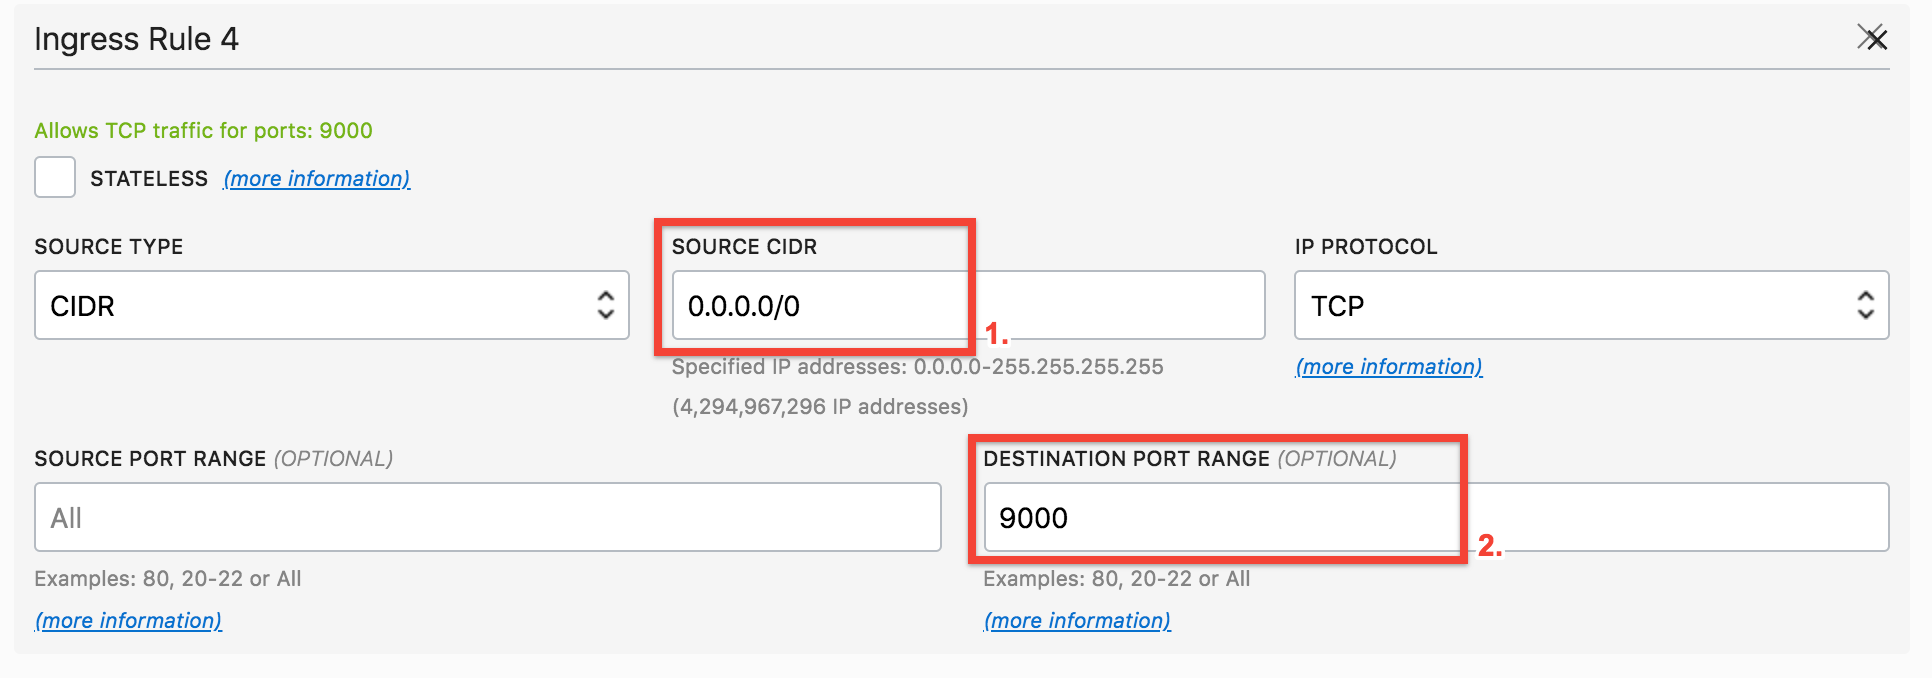 Ingress Rule 4
Allows TCP traffic for ports: 9000
STATELESS (more information)
SOURCE TYPE
CIDR
SOURCE CIDR
0.0.0.0/0
1.
Specified IP addresses: 0.0.0.0-255.255.255.255
(4,294,967,296 IP addresses)
IP PROTOCOL
TCP
(more information)
SOURCE PORT RANGE (OPTIONAL)
All
Examples: 80, 20-22 or All
(more information)
DESTINATION PORT RANGE (OPTIONAL)
9000
2.
Examples: 80, 20-22 or All
(more information)